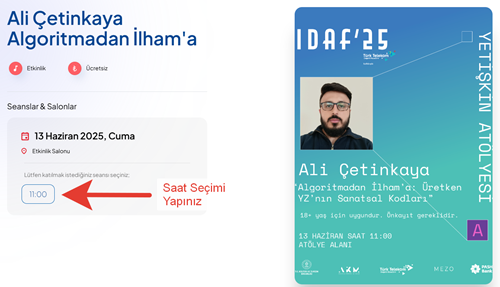 Ali Çetinkaya
Algoritmadan İlham'a
Etkinlik
Ücretsiz
Seanslar & Salonlar
13 Haziran 2025, Cuma
Etkinlik Salonu
Lütfen katılmak istediğiniz seansı seçiniz:
11:00
Saat Seçimi
Yapınız
IDAF'25
Türk Telekom
YETİŞKİN ATÖLYESİ
Ali Çetinkaya
"Algoritmadan İlham'a: Üretken
YZ'nin Sanatsal Kodları"
18+ yaş için uygundur. Önkayıt gereklidir.
A
13 HAZİRAN SAAT 11:00
ATÖLYE ALANI
AKM
Türk Telekom
MEZO